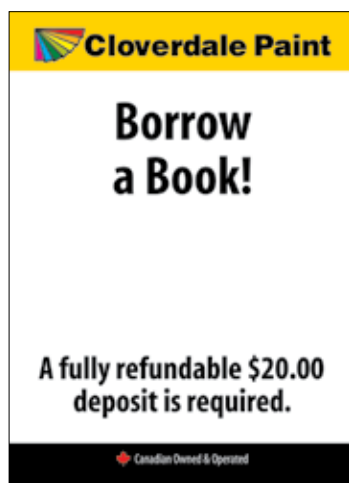 Cloverdale Paint
Borrow
a Book!
A fully refundable $20.00
deposit is required.
Canadian Owned & Operated